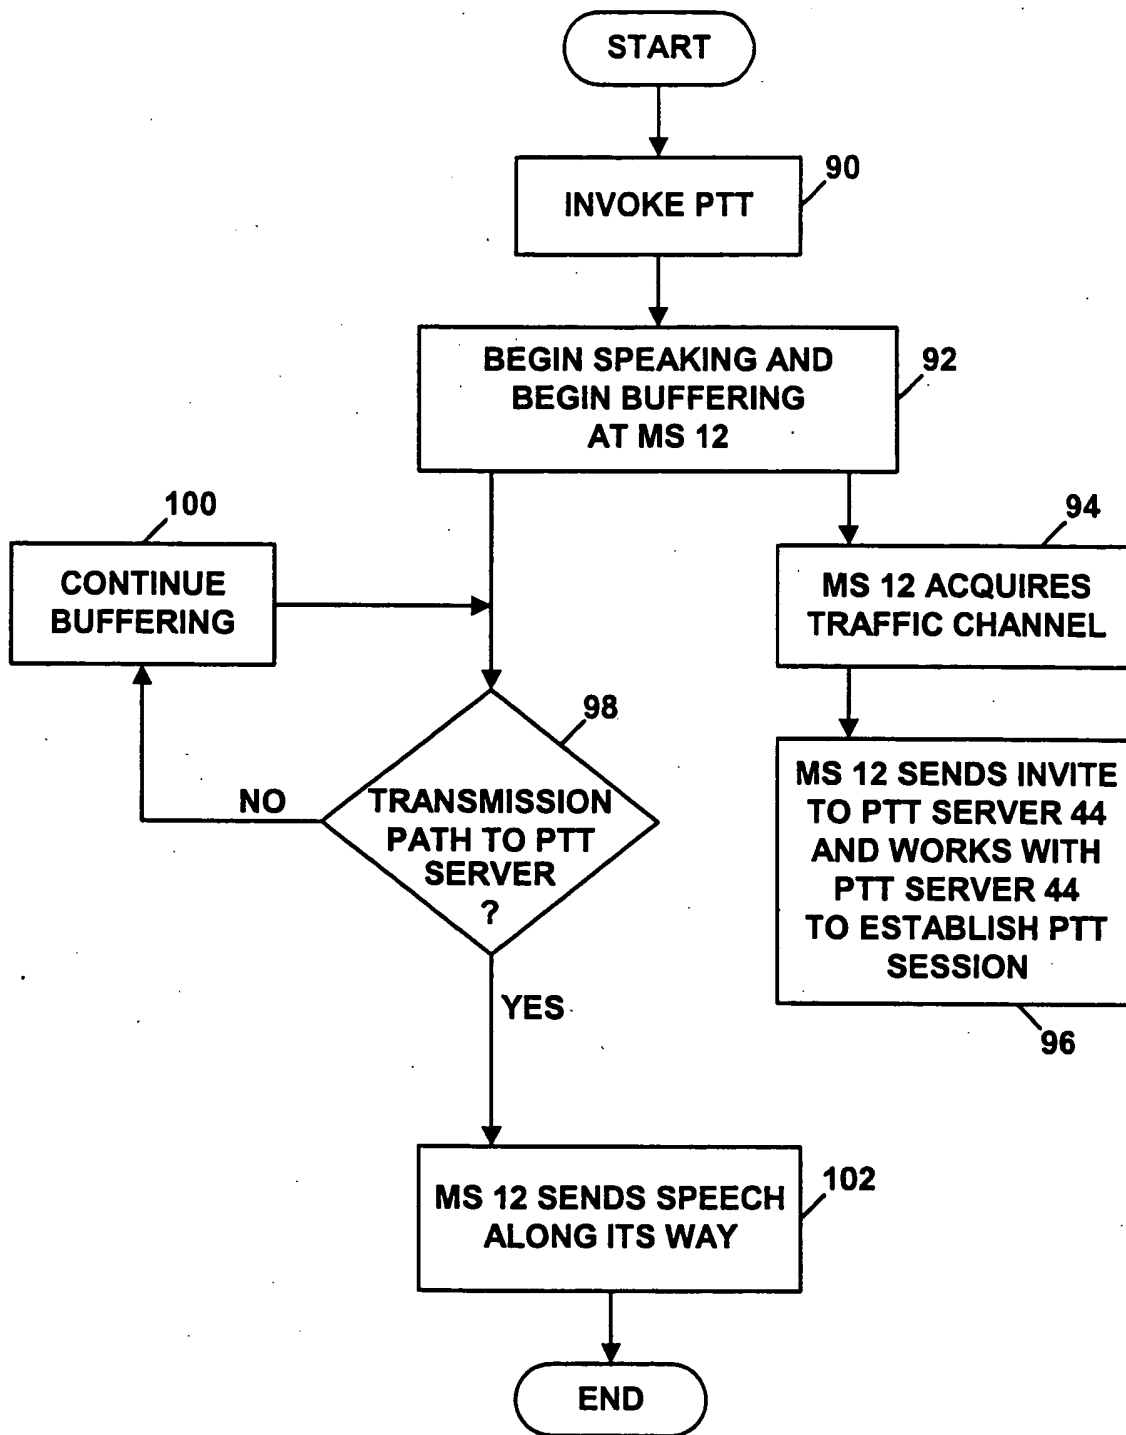 START
90
INVOKE PTT
92
BEGIN SPEAKING AND
BEGIN BUFFERING
AT MS 12
100
CONTINUE
BUFFERING
94
MS 12 ACQUIRES
TRAFFIC CHANNEL
98
NO
TRANSMISSION
PATH TO PTT
SERVER
?
MS 12 SENDS INVITE
TO PTT SERVER 44
AND WORKS WITH
PTT SERVER 44
TO ESTABLISH PTT
SESSION
96
YES
102
MS 12 SENDS SPEECH
ALONG ITS WAY
END